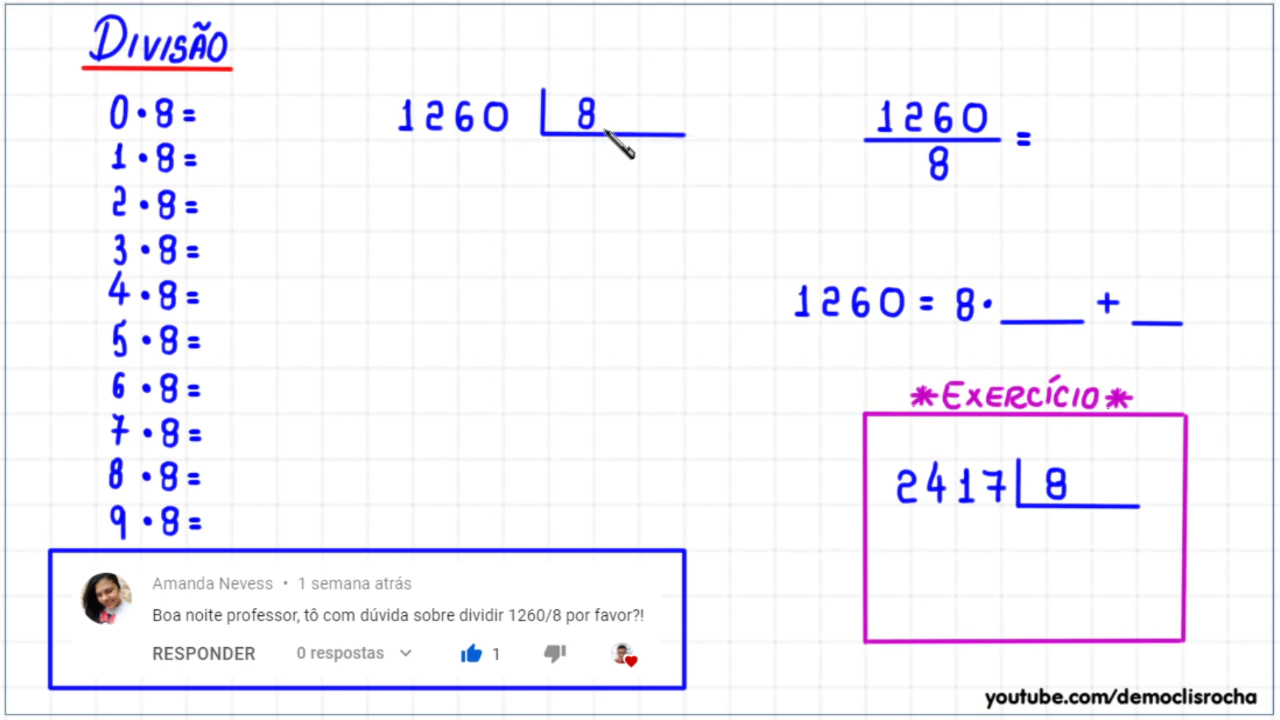 DIVISÃO
0·8=
1·8=
2·8=
3·8=
4·8=
5·8=
6·8=
7·8=
8·8=
9·8=
1260 8
1260
8
=
1260 = 8· ____ + __
*EXERCÍCIO*
2417 8
Amanda Nevess • 1 semana atrás
Boa noite professor, tô com dúvida sobre dividir 1260/8 por favor?!
RESPONDER 0 respostas 1
youtube.com/democlisrocha